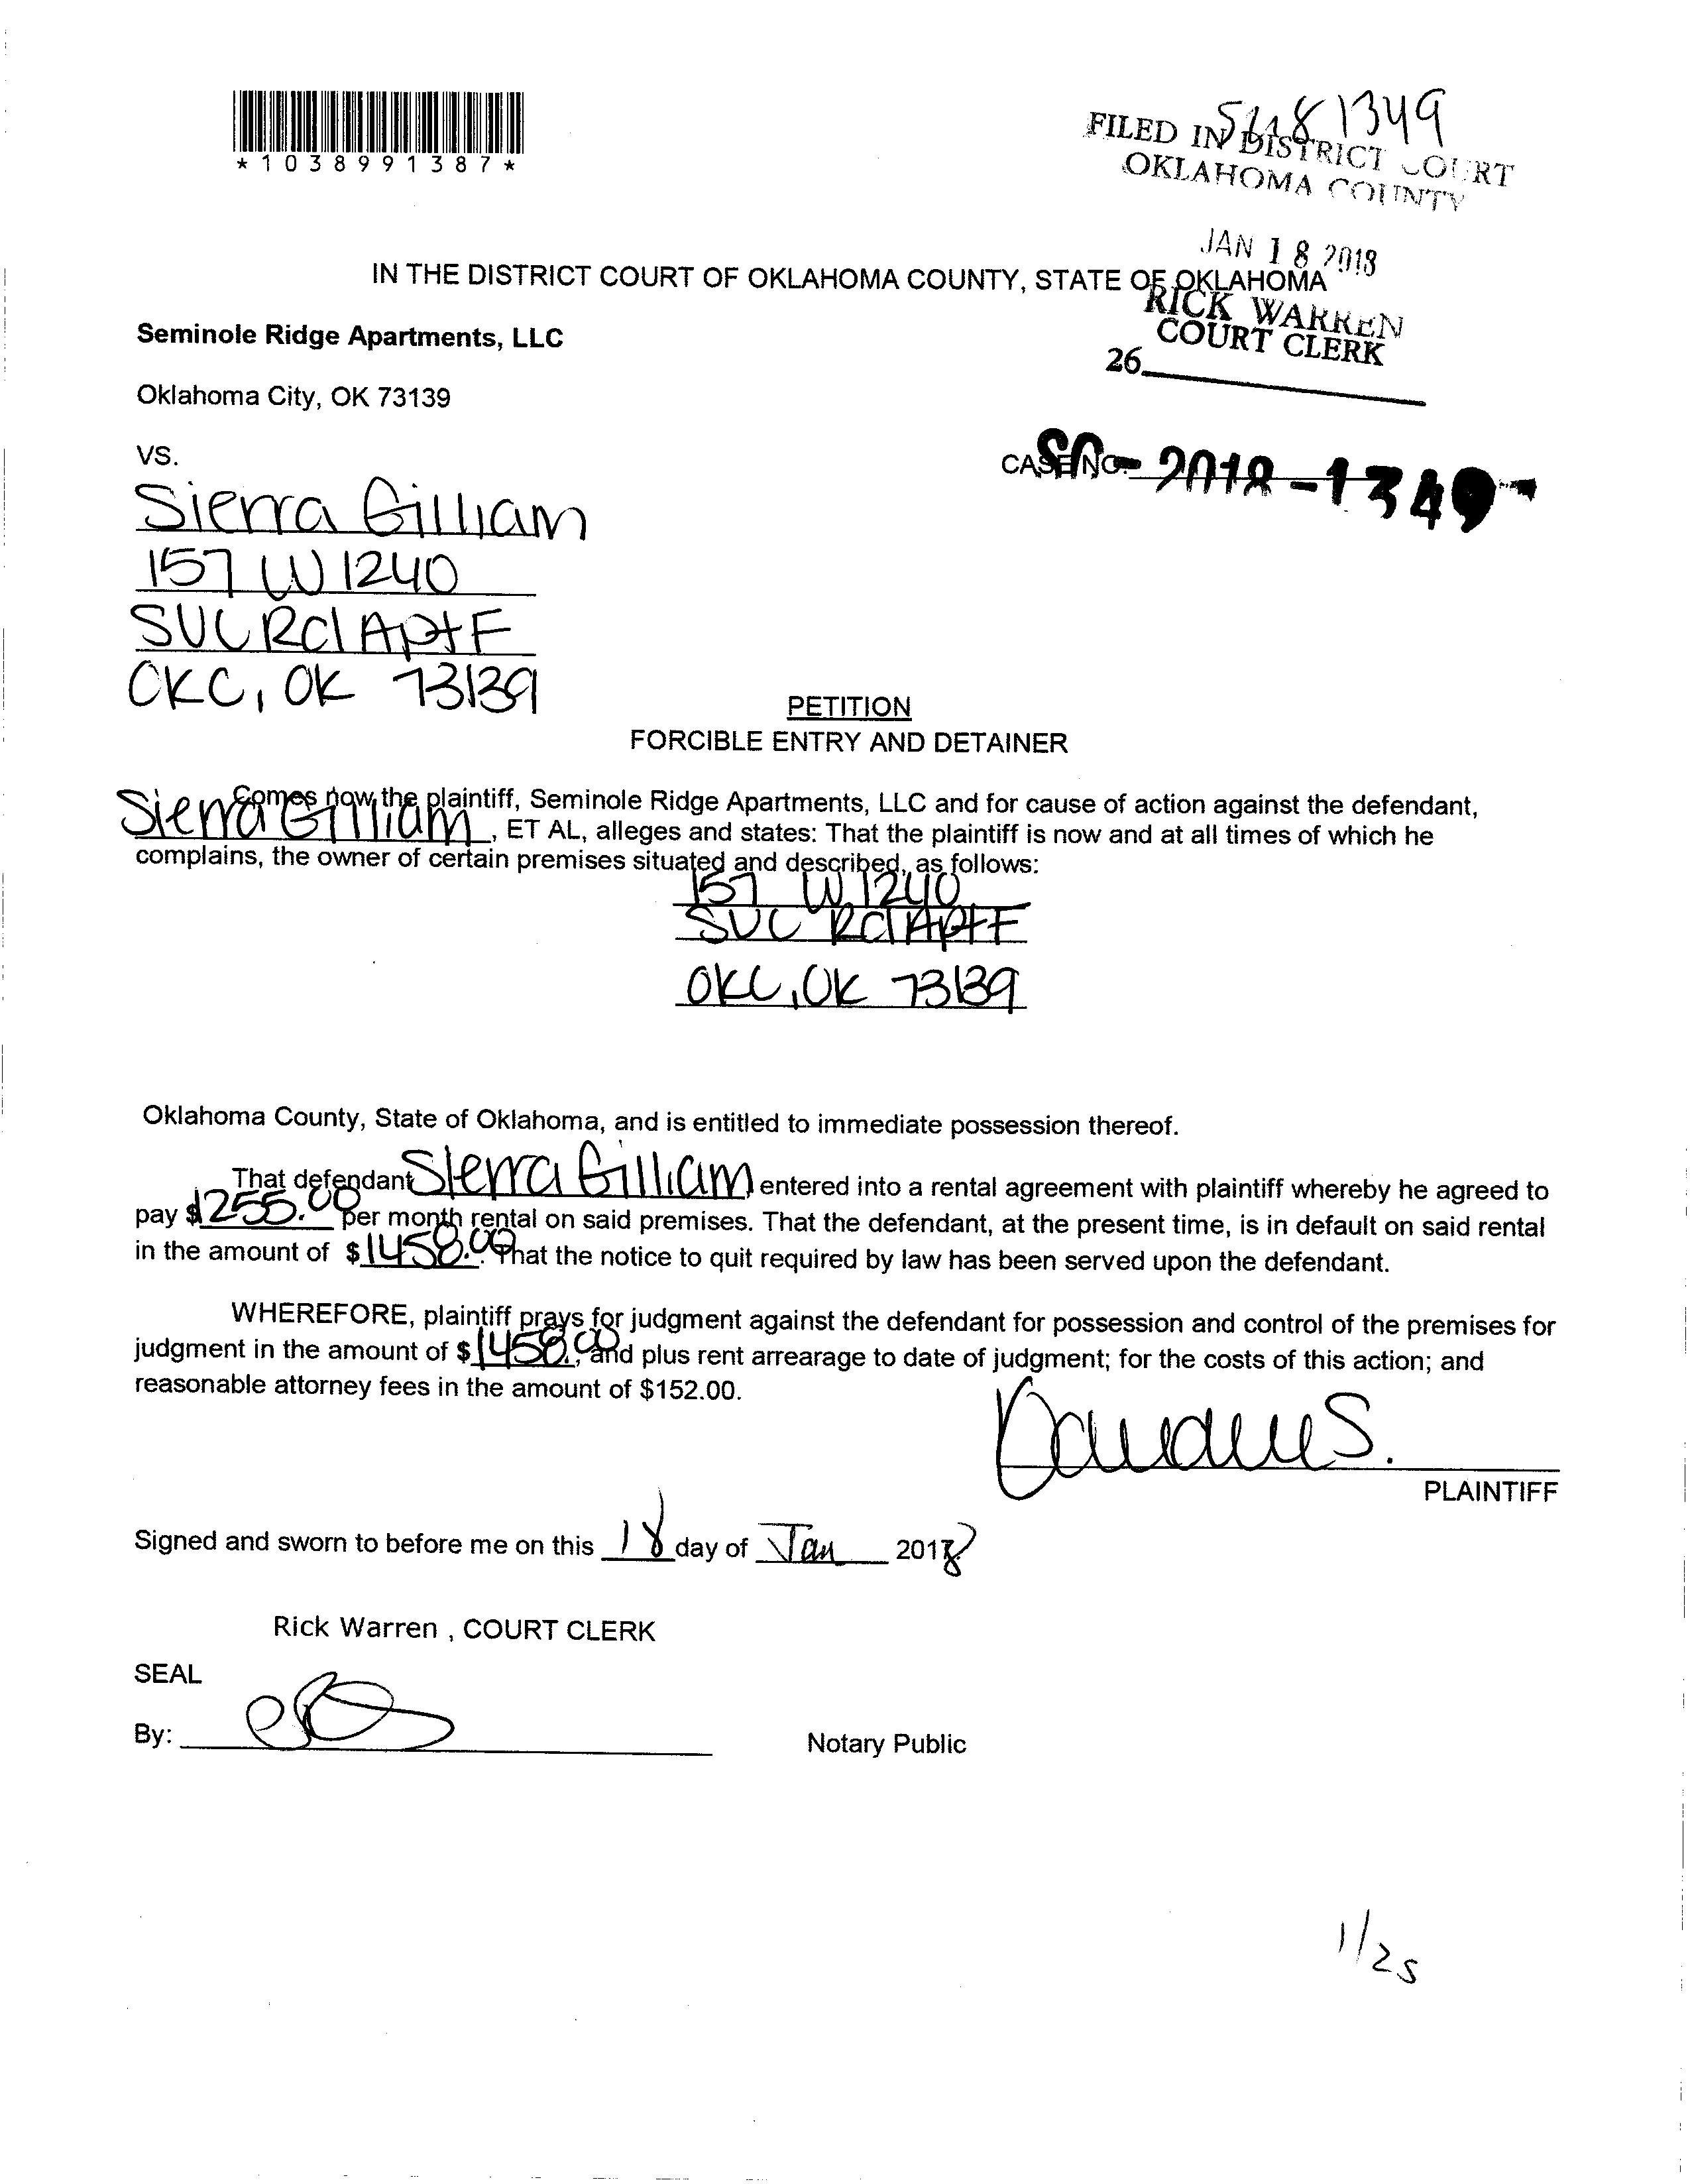 *1038991387*
1349
FILED IN DISTRICT COURT
OKLAHOMA COUNTY
JAN 18 2018
IN THE DISTRICT COURT OF OKLAHOMA COUNTY, STATE OF OKLAHOMA
RICK WARREN
COURT CLERK
26
Seminole Ridge Apartments, LLC
Oklahoma City, OK 73139
VS.
CASE NO. SC-2018-1349
Sierra Gilliam
157 W 1240
SVC Rd Apt F
OKC, OK 73139
PETITION
FORCIBLE ENTRY AND DETAINER
Comes now, the plaintiff, Seminole Ridge Apartments, LLC and for cause of action against the defendant,
Sierra Gilliam, ET AL, alleges and states: That the plaintiff is now and at all times of which he
complains, the owner of certain premises situated and described, as follows:
157 W 1240
SVC Rd Apt F
OKC, OK 73139
Oklahoma County, State of Oklahoma, and is entitled to immediate possession thereof.
That defendant Sierra Gilliam entered into a rental agreement with plaintiff whereby he agreed to
pay $1255.00 per month rental on said premises. That the defendant, at the present time, is in default on said rental
in the amount of $1458.00. That the notice to quit required by law has been served upon the defendant.
WHEREFORE, plaintiff prays for judgment against the defendant for possession and control of the premises for
judgment in the amount of $1458.00, and plus rent arrearage to date of judgment; for the costs of this action; and
reasonable attorney fees in the amount of $152.00.
PLAINTIFF
Signed and sworn to before me on this 18 day of Jan 2018
Rick Warren , COURT CLERK
SEAL
By:
Notary Public
1/25